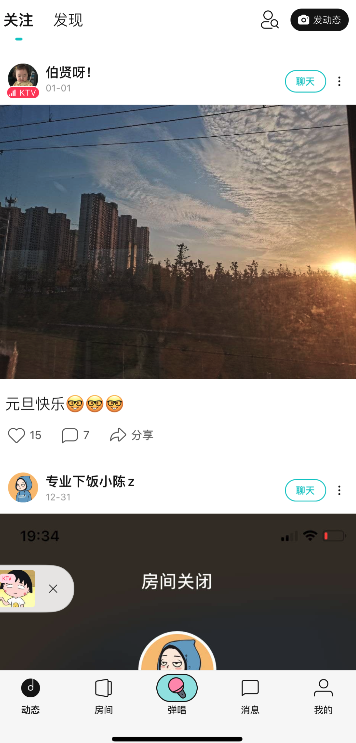 关注 发现 发动态
伯贤呀！
KTV 01-01
聊天
元旦快乐
15 7 分享
专业下饭小陈z
12-31
聊天
19:34
房间关闭
动态 房间 弹唱 消息 我的